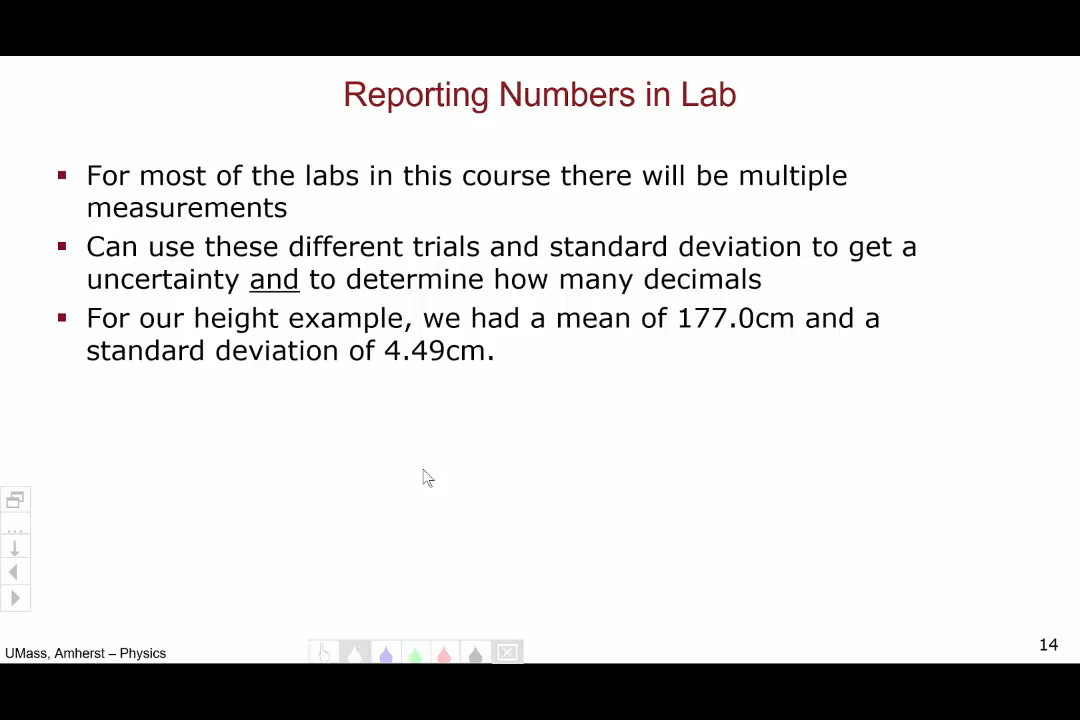 Reporting Numbers in Lab
▪ For most of the labs in this course there will be multiple
measurements
▪ Can use these different trials and standard deviation to get a
uncertainty and to determine how many decimals
▪ For our height example, we had a mean of 177.0cm and a
standard deviation of 4.49cm.
UMass, Amherst – Physics
14